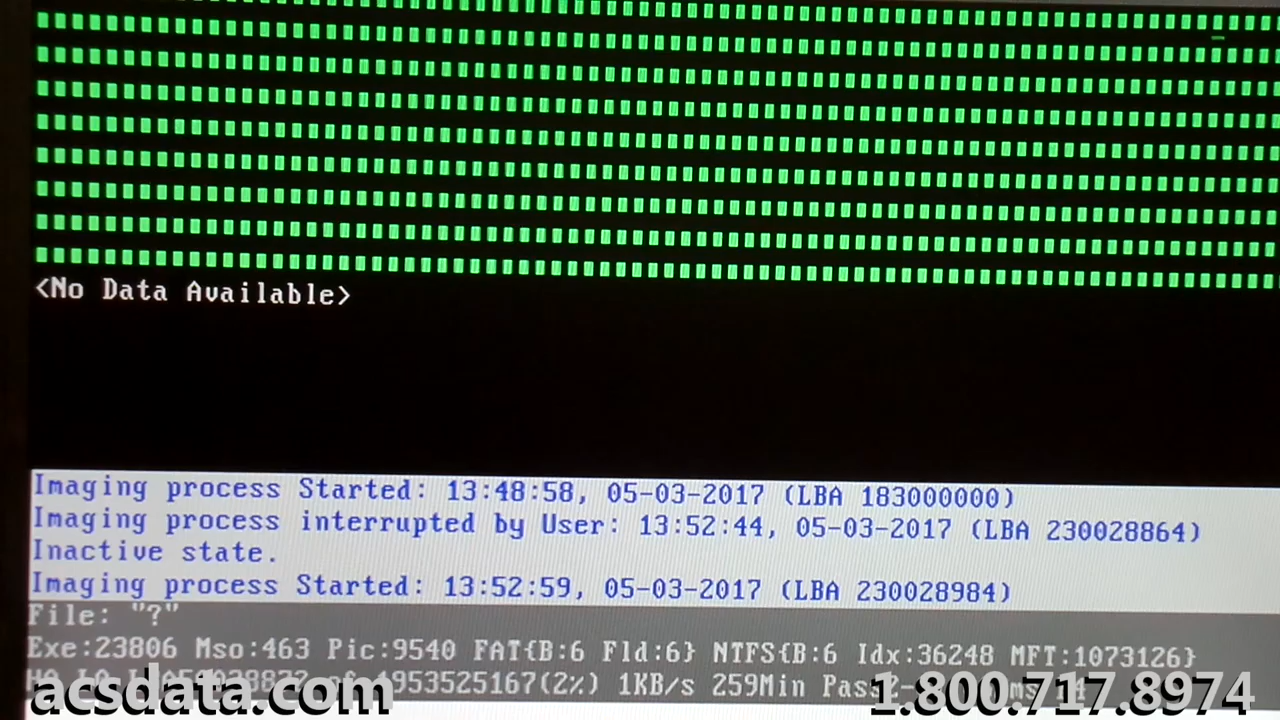 <No Data Available>
Imaging process Started: 13:48:58, 05-03-2017 (LBA 183000000)
Imaging process interrupted by User: 13:52:44, 05-03-2017 (LBA 230028864)
Inactive state.
Imaging process Started: 13:52:59, 05-03-2017 (LBA 230028984)
File: "?"
Exe:23806 Mso:463 Pic:9540 FAT{B:6 Fld:6} NTFS{B:6 Idx:36248 MFT:1073126}
1953525167(2%) 1KB/s 259Min
acsdata.com 1.800.717.8974